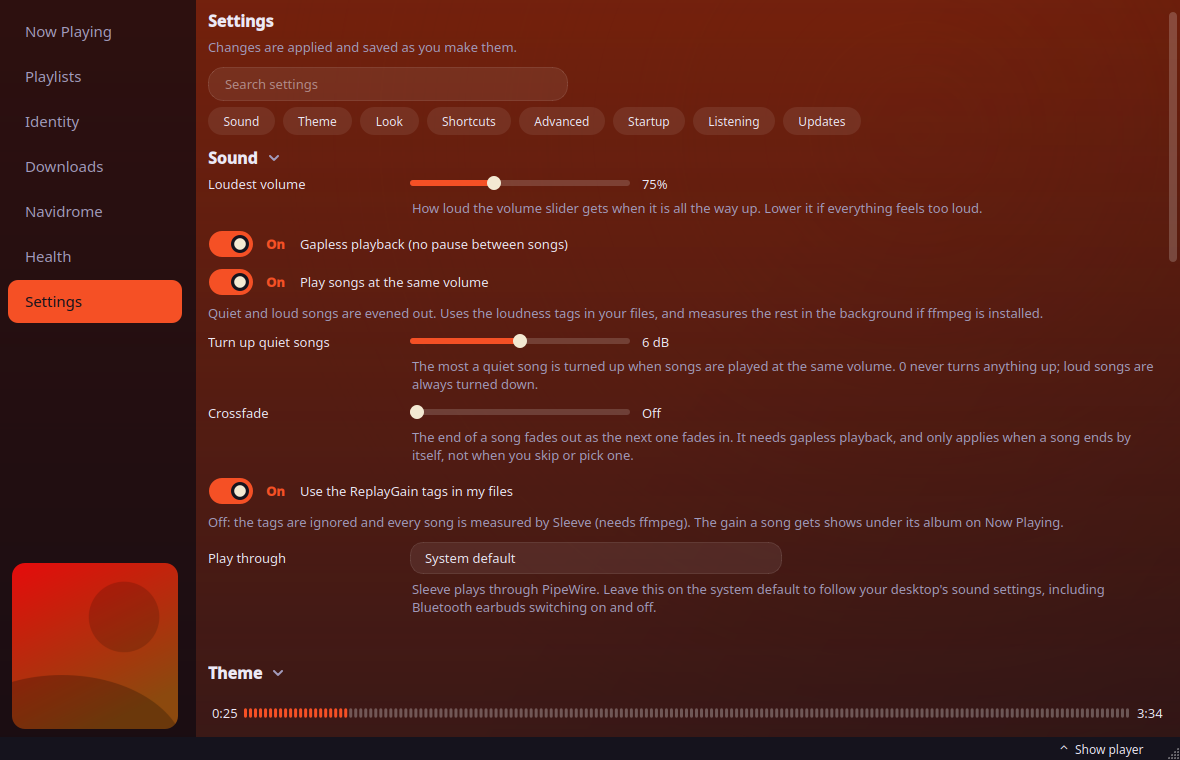 Now Playing
Playlists
Identity
Downloads
Navidrome
Health
Settings
Settings
Changes are applied and saved as you make them.
Search settings
Sound
Theme
Look
Shortcuts
Advanced
Startup
Listening
Updates
Sound
Loudest volume
75%
How loud the volume slider gets when it is all the way up. Lower it if everything feels too loud.
On
Gapless playback (no pause between songs)
On
Play songs at the same volume
Quiet and loud songs are evened out. Uses the loudness tags in your files, and measures the rest in the background if ffmpeg is installed.
Turn up quiet songs
6 dB
The most a quiet song is turned up when songs are played at the same volume. 0 never turns anything up; loud songs are
always turned down.
Crossfade
Off
The end of a song fades out as the next one fades in. It needs gapless playback, and only applies when a song ends by
itself, not when you skip or pick one.
On
Use the ReplayGain tags in my files
Off: the tags are ignored and every song is measured by Sleeve (needs ffmpeg). The gain a song gets shows under its album on Now Playing.
Play through
System default
Sleeve plays through PipeWire. Leave this on the system default to follow your desktop's sound settings, including
Bluetooth earbuds switching on and off.
Theme
0:25
3:34
Show player